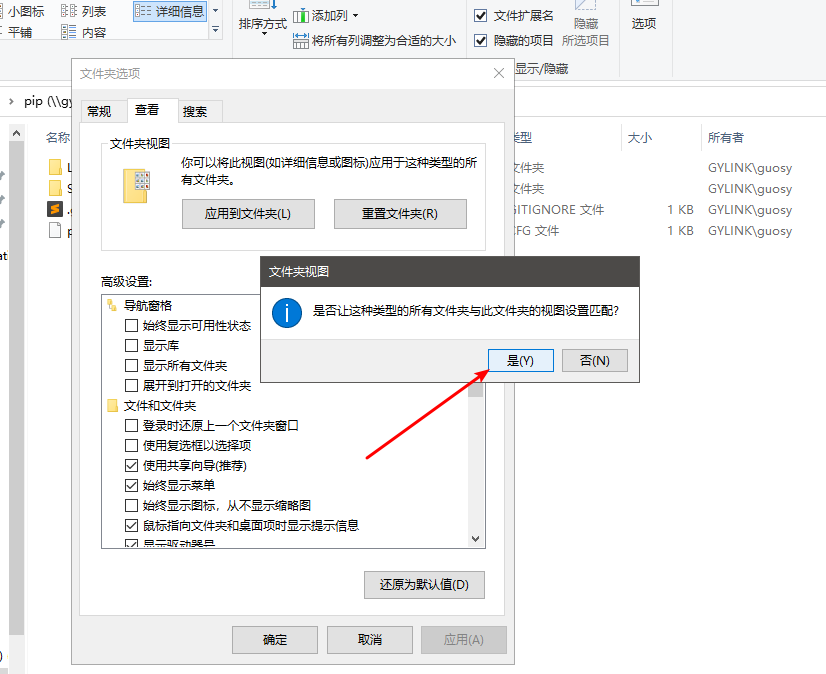 小图标
列表
详细信息
平铺
内容
排序方式
添加列
将所有列调整为合适的大小
文件扩展名
隐藏的项目
隐藏
所选项目
选项
显示/隐藏
pip (\\gy
文件夹选项
常规
查看
搜索
文件夹视图
你可以将此视图(如详细信息或图标)应用于这种类型的所
有文件夹。
应用到文件夹(L)
重置文件夹(R)
高级设置:
导航窗格
始终显示可用性状态
显示库
显示所有文件夹
展开到打开的文件夹
文件和文件夹
登录时还原上一个文件夹窗口
使用复选框以选择项
使用共享向导(推荐)
始终显示菜单
始终显示图标，从不显示缩略图
鼠标指向文件夹和桌面项时显示提示信息
显示驱动器号
还原为默认值(D)
确定
取消
应用(A)
文件夹视图
是否让这种类型的所有文件夹与此文件夹的视图设置匹配?
是(Y)
否(N)
名称
类型
大小
所有者
文件夹
GYLINK\guosy
文件夹
GYLINK\guosy
GITIGNORE 文件
1 KB
GYLINK\guosy
CFG 文件
1 KB
GYLINK\guosy